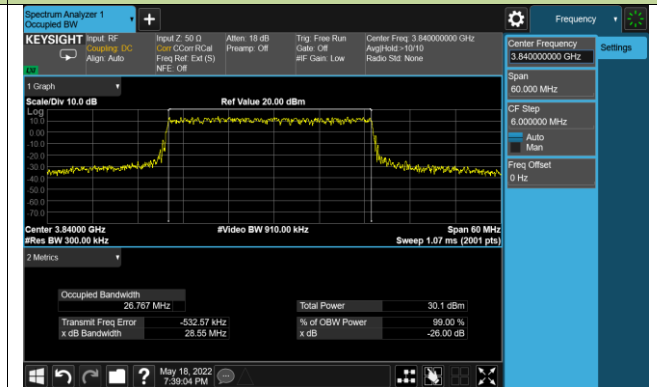 Spectrum Analyzer 1
Occupied BW
+
Frequency
KEYSIGHT
Input: RF
Coupling: DC
Align: Auto
Input Z: 50 Ω
Corr CCorr RCal
Freq Ref: Ext (S)
NFE: Off
Atten: 18 dB
Preamp: Off
Trig: Free Run
Gate: Off
#IF Gain: Low
Center Freq: 3.840000000 GHz
Avg|Hold:>10/10
Radio Std: None
Center Frequency
3.840000000 GHz
Settings
Span
60.000 MHz
CF Step
6.000000 MHz
Auto
Man
Freq Offset
0 Hz
1 Graph
Scale/Div 10.0 dB
Ref Value 20.00 dBm
Log
10.0
0.00
-10.0
-20.0
-30.0
-40.0
-50.0
-60.0
-70.0
Center 3.84000 GHz
#Video BW 910.00 kHz
Span 60 MHz
#Res BW 300.00 kHz
Sweep 1.07 ms (2001 pts)
2 Metrics
Occupied Bandwidth
26.767 MHz
Total Power
30.1 dBm
Transmit Freq Error
-532.57 kHz
% of OBW Power
99.00 %
x dB Bandwidth
28.55 MHz
x dB
-26.00 dB
?
May 18, 2022
7:39:04 PM